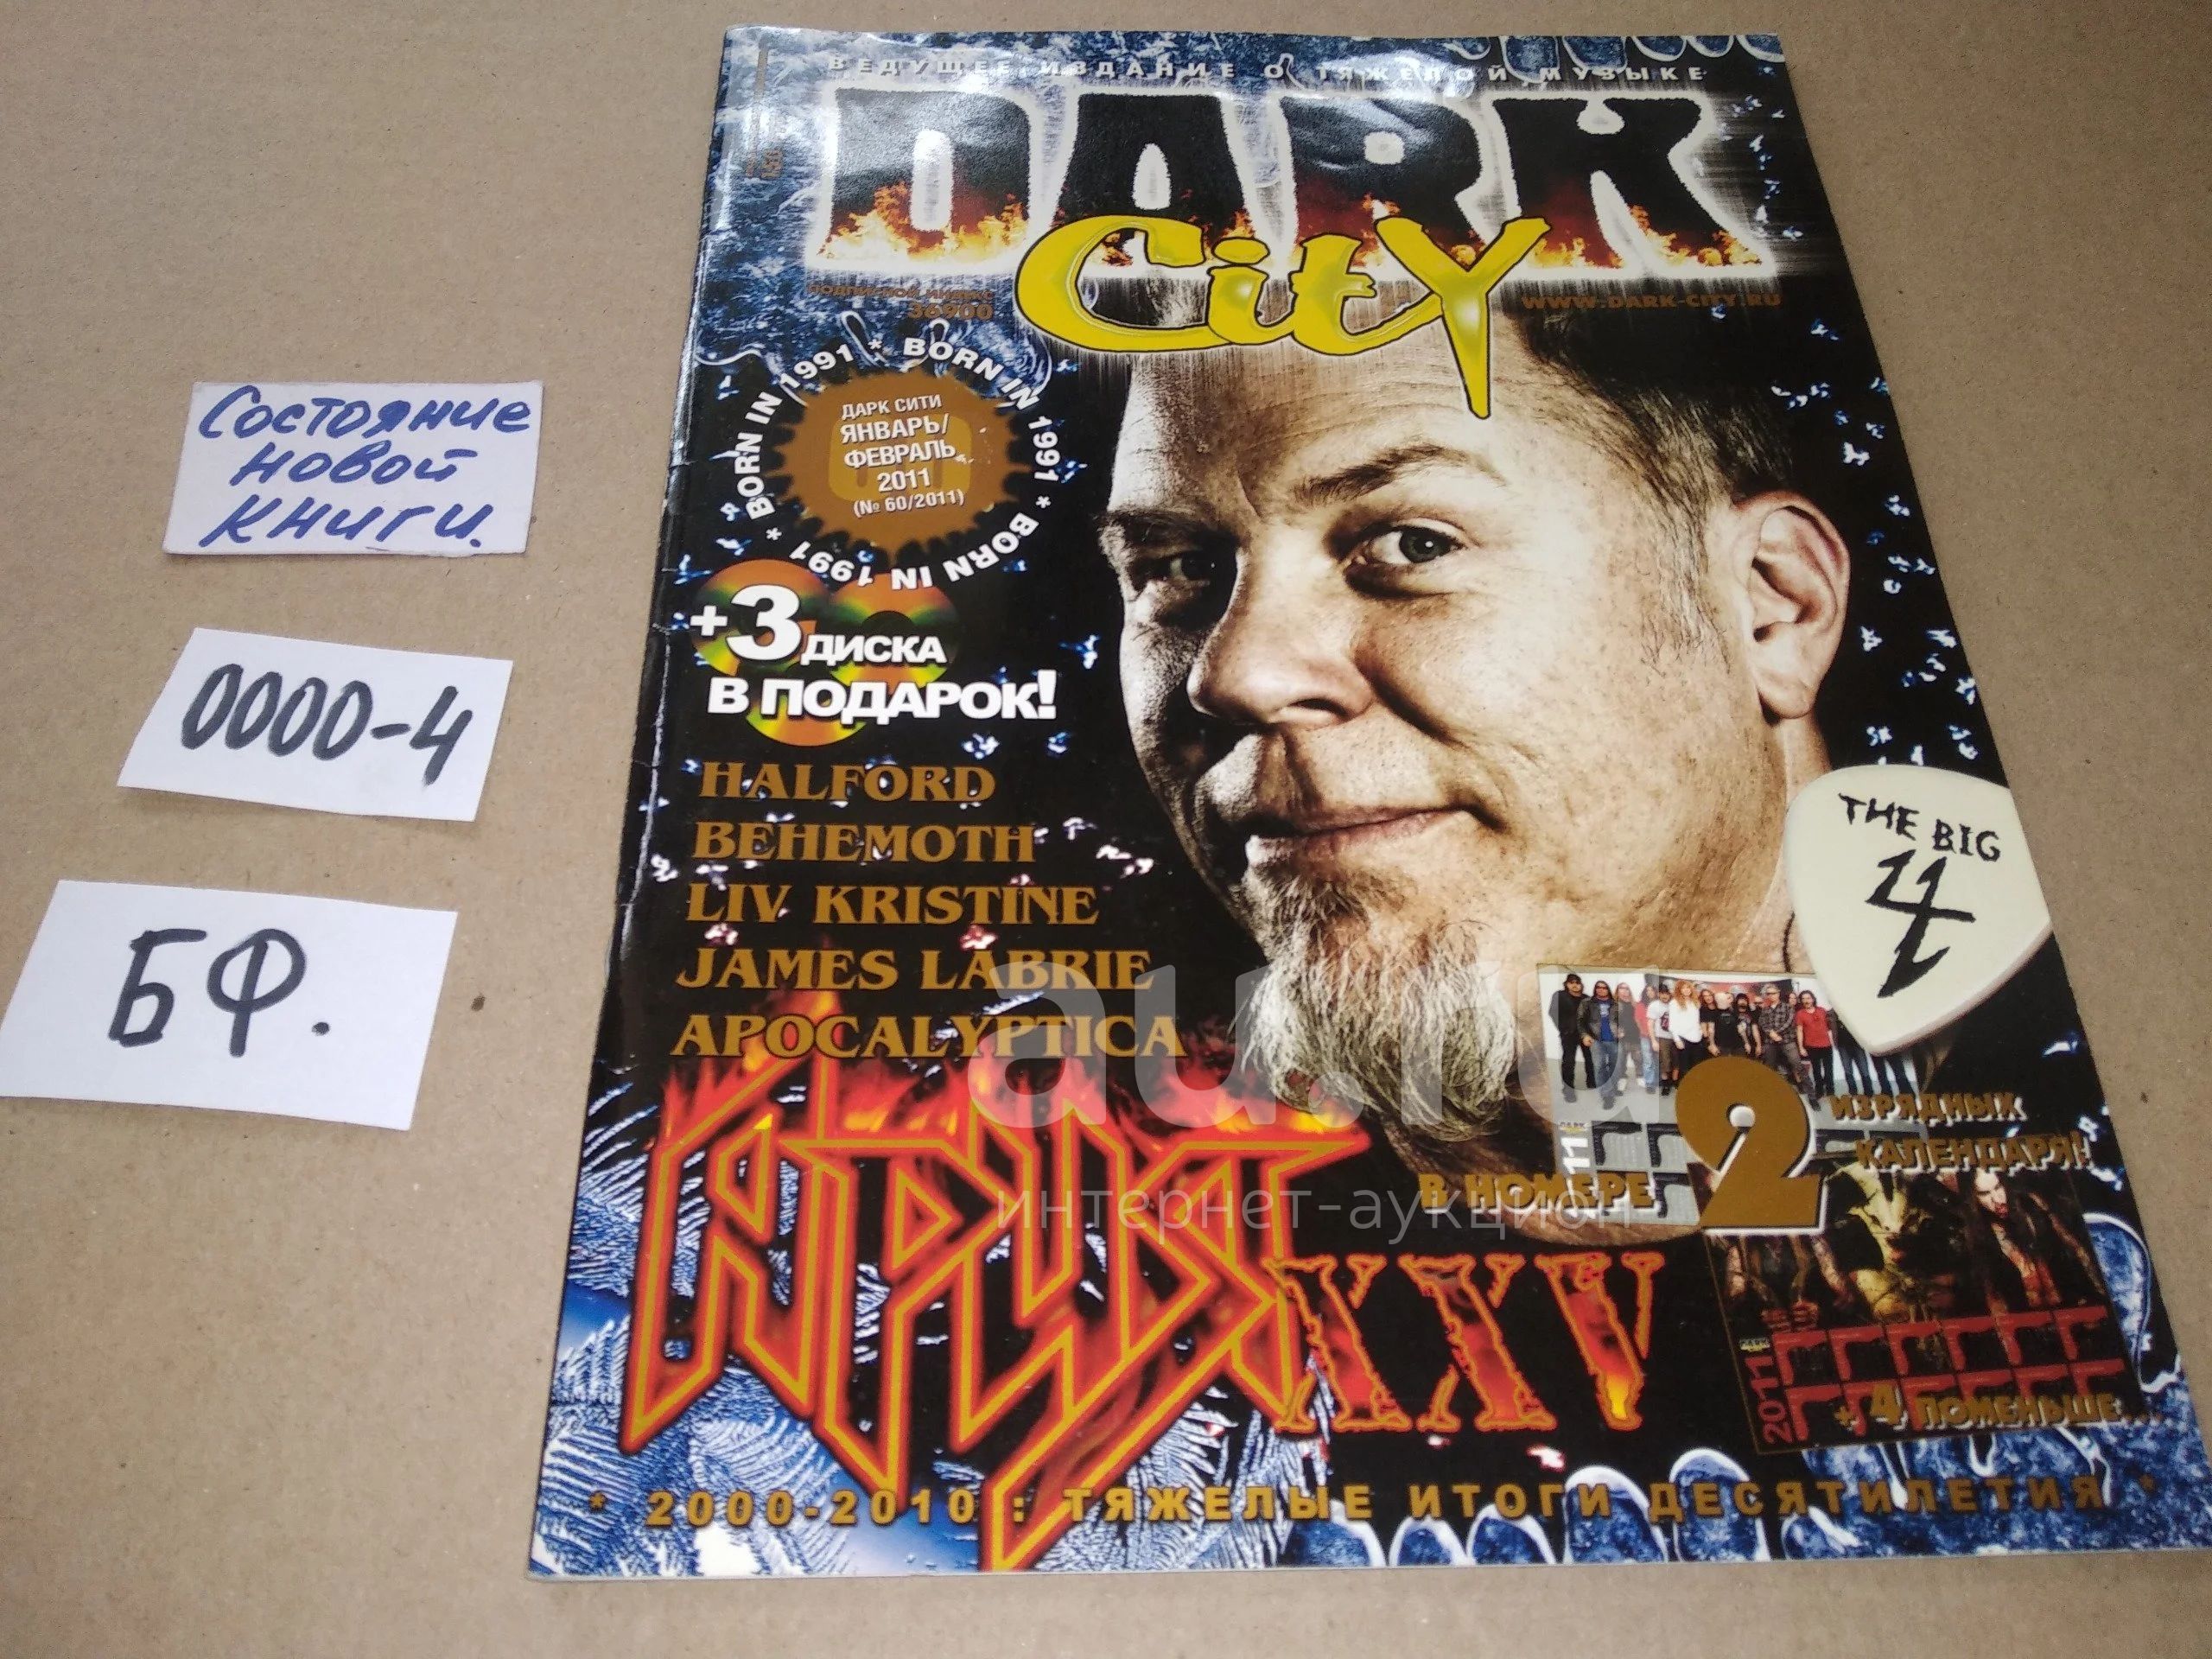 Состояние
новой
книги.
0000-4
БФ.
ВЕДУЩЕЕ ИЗДАНИЕ О ТЯЖЕЛОЙ МУЗЫКЕ
DARK
City
ПОДПИСНОЙ ИНДЕКС
36900
WWW.DARK-CITY.RU
BORN IN 1991 * BORN IN 1991 * BORN IN 1991 *
ДАРК СИТИ
ЯНВАРЬ/
ФЕВРАЛЬ
2011
(№ 60/2011)
+3 ДИСКА
В ПОДАРОК!
HALFORD
BEHEMOTH
LIV KRISTINE
JAMES LABRIE
APOCALYPTICA
THE BIG
4
АРИЯ
XXV
В НОМЕРЕ 2 ИЗРЯДНЫХ
КАЛЕНДАРЯ!
2011
+ 4 ПОМЕНЬШЕ...
* 2000-2010 : ТЯЖЕЛЫЕ ИТОГИ ДЕСЯТИЛЕТИЯ *
au.ru
интернет-аукцион